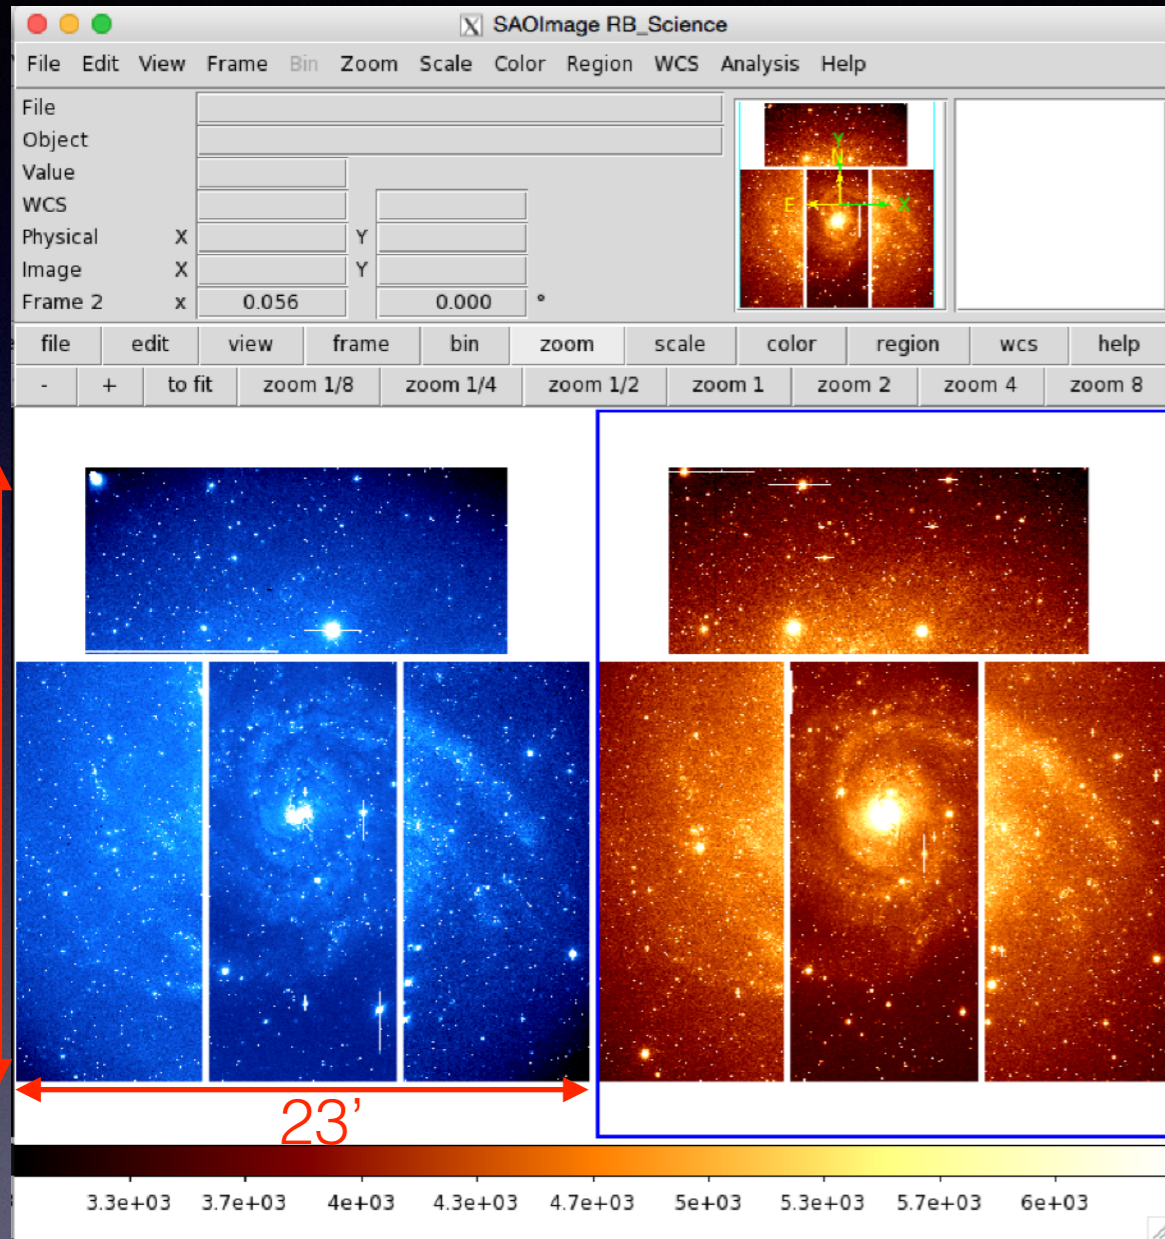 SAOImage RB_Science
File Edit View Frame Bin Zoom Scale Color Region WCS Analysis Help
File
Object
Value
WCS
Physical X Y
Image X Y
Frame 2 x 0.056 0.000 °
Y
N
E X
file edit view frame bin zoom scale color region wcs help
- + to fit zoom 1/8 zoom 1/4 zoom 1/2 zoom 1 zoom 2 zoom 4 zoom 8
23’
3.3e+03 3.7e+03 4e+03 4.3e+03 4.7e+03 5e+03 5.3e+03 5.7e+03 6e+03